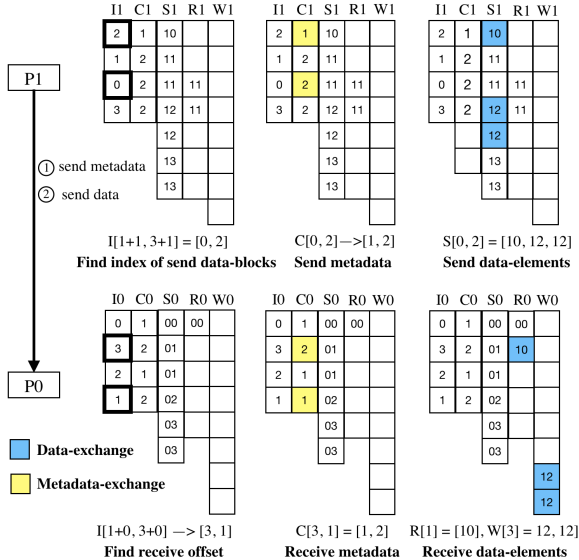 I1 C1 S1 R1 W1
2 1 10
1 2 11
0 2 11 11
3 2 12 11
12
13
13
I[1+1, 3+1] = [0, 2]
Find index of send data-blocks
I1 C1 S1 R1 W1
2 1 10
1 2 11
0 2 11 11
3 2 12 11
12
13
13
C[0, 2]—>[1, 2]
Send metadata
I1 C1 S1 R1 W1
2 1 10
1 2 11
0 2 11 11
3 2 12 11
12
13
13
S[0, 2] = [10, 12, 12]
Send data-elements
P1
① send metadata
② send data
P0
I0 C0 S0 R0 W0
0 1 00 00
3 2 01
2 1 01
1 2 02
03
03
I[1+0, 3+0] —> [3, 1]
Find receive offset
I0 C0 S0 R0 W0
0 1 00 00
3 2 01
2 1 01
1 1 02
03
03
C[3, 1] = [1, 2]
Receive metadata
I0 C0 S0 R0 W0
0 1 00 00
3 2 01 10
2 1 01
1 2 02
03
03
12
12
R[1] = [10], W[3] = 12, 12]
Receive data-elements
Data-exchange
Metadata-exchange